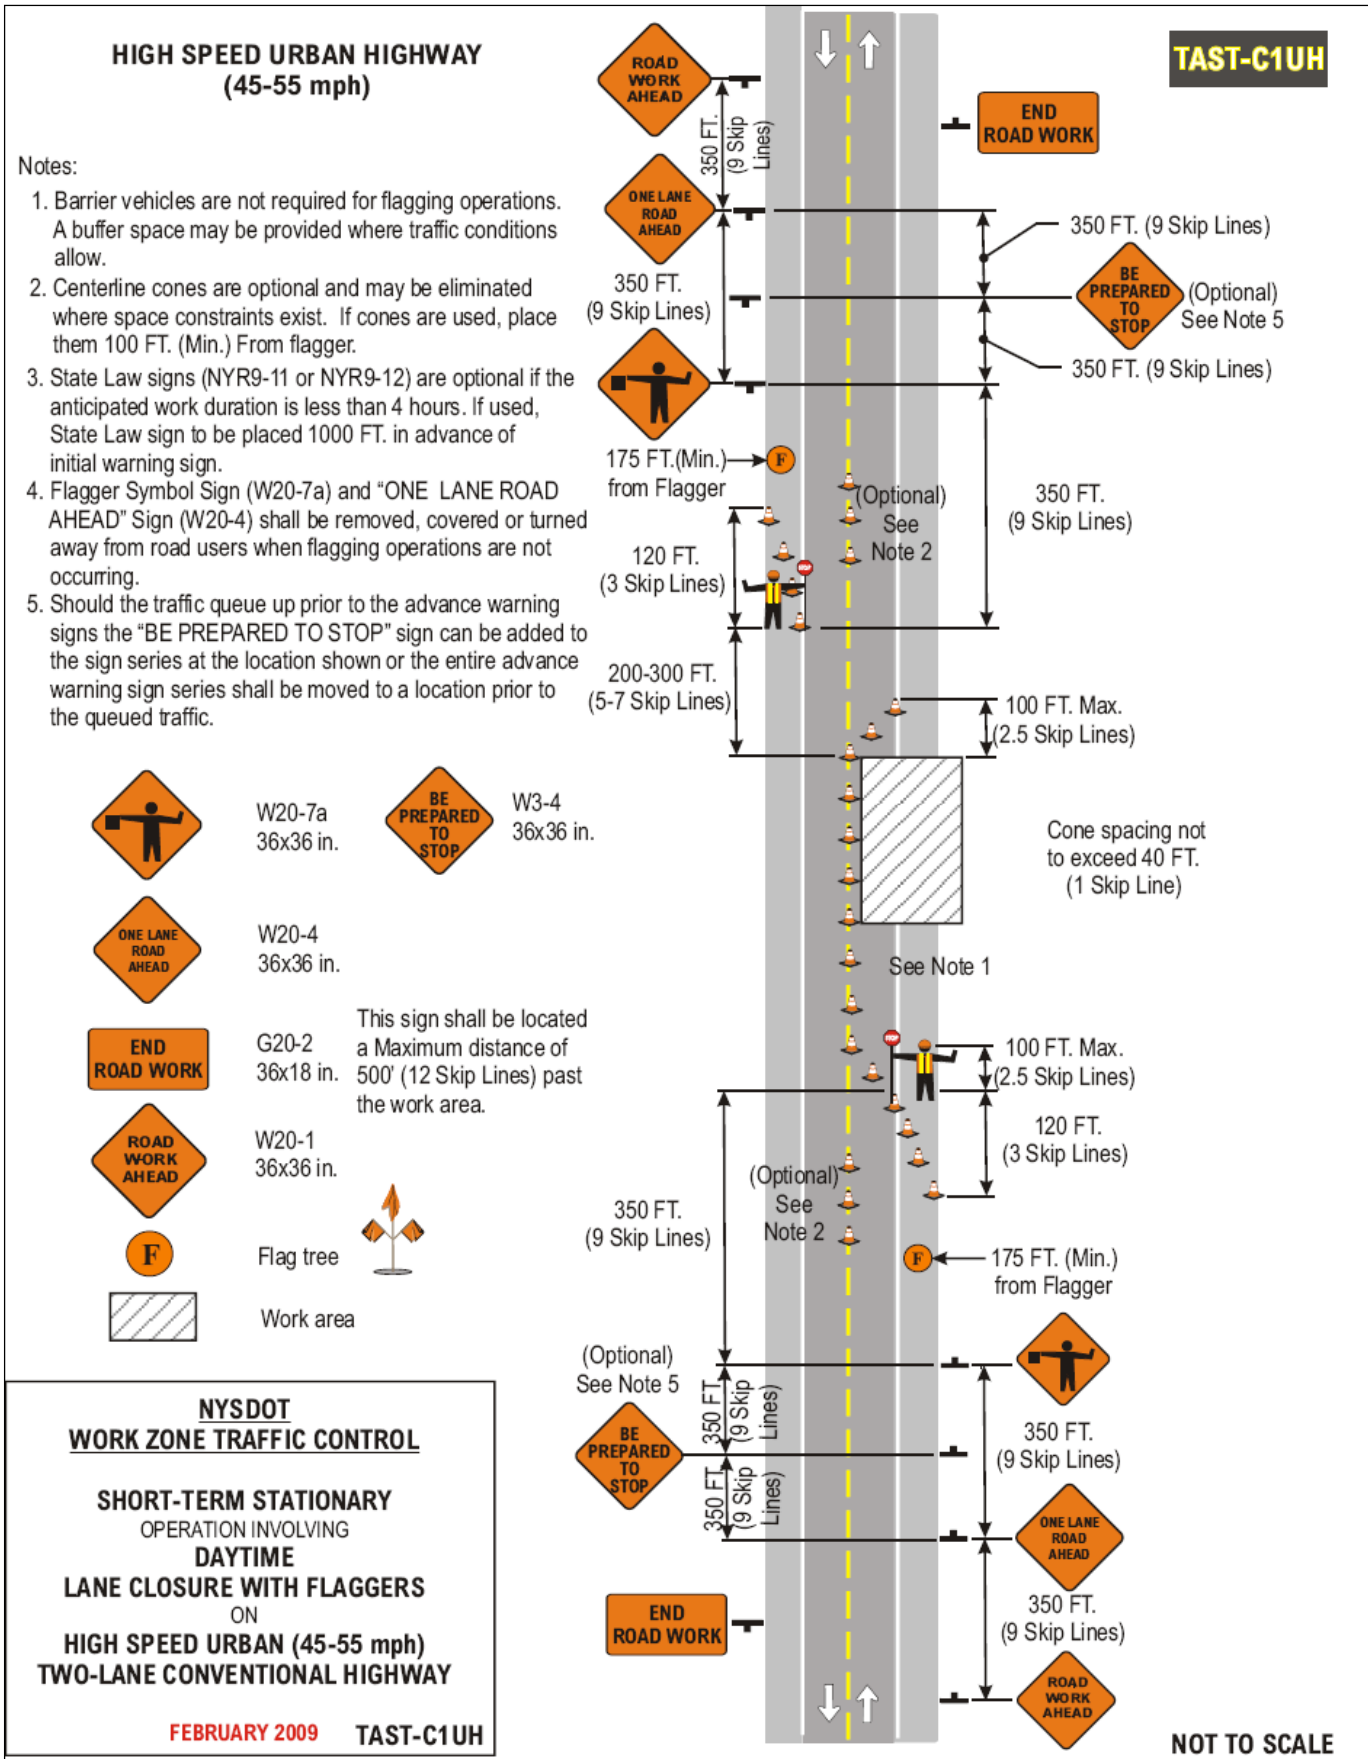 HIGH SPEED URBAN HIGHWAY
(45-55 mph)
TAST-C1UH
Notes:
1. Barrier vehicles are not required for flagging operations.
A buffer space may be provided where traffic conditions
allow.
2. Centerline cones are optional and may be eliminated
where space constraints exist. If cones are used, place
them 100 FT. (Min.) From flagger.
3. State Law signs (NYR9-11 or NYR9-12) are optional if the
anticipated work duration is less than 4 hours. If used,
State Law sign to be placed 1000 FT. in advance of
initial warning sign.
4. Flagger Symbol Sign (W20-7a) and “ONE LANE ROAD
AHEAD” Sign (W20-4) shall be removed, covered or turned
away from road users when flagging operations are not
occurring.
5. Should the traffic queue up prior to the advance warning
signs the “BE PREPARED TO STOP” sign can be added to
the sign series at the location shown or the entire advance
warning sign series shall be moved to a location prior to
the queued traffic.
W20-7a
36x36 in.
BE
PREPARED
TO
STOP
W3-4
36x36 in.
ONE LANE
ROAD
AHEAD
W20-4
36x36 in.
END
ROAD WORK
G20-2
36x18 in.
This sign shall be located
a Maximum distance of
500' (12 Skip Lines) past
the work area.
ROAD
WORK
AHEAD
W20-1
36x36 in.
F
Flag tree
Work area
NYSDOT
WORK ZONE TRAFFIC CONTROL
SHORT-TERM STATIONARY
OPERATION INVOLVING
DAYTIME
LANE CLOSURE WITH FLAGGERS
ON
HIGH SPEED URBAN (45-55 mph)
TWO-LANE CONVENTIONAL HIGHWAY
FEBRUARY 2009 TAST-C1UH
ROAD
WORK
AHEAD
350 FT.
(9 Skip
Lines)
END
ROAD WORK
ONE LANE
ROAD
AHEAD
350 FT. (9 Skip Lines)
350 FT.
(9 Skip Lines)
BE
PREPARED
TO
STOP
(Optional)
See Note 5
350 FT. (9 Skip Lines)
175 FT.(Min.)
from Flagger
F
(Optional)
See
Note 2
350 FT.
(9 Skip Lines)
120 FT.
(3 Skip Lines)
STOP
200-300 FT.
(5-7 Skip Lines)
100 FT. Max.
(2.5 Skip Lines)
Cone spacing not
to exceed 40 FT.
(1 Skip Line)
See Note 1
STOP
100 FT. Max.
(2.5 Skip Lines)
120 FT.
(3 Skip Lines)
(Optional)
See
Note 2
350 FT.
(9 Skip Lines)
F
175 FT. (Min.)
from Flagger
(Optional)
See Note 5
BE
PREPARED
TO
STOP
350 FT.
(9 Skip
Lines)
350 FT.
(9 Skip
Lines)
350 FT.
(9 Skip Lines)
ONE LANE
ROAD
AHEAD
350 FT.
(9 Skip Lines)
END
ROAD WORK
ROAD
WORK
AHEAD
NOT TO SCALE